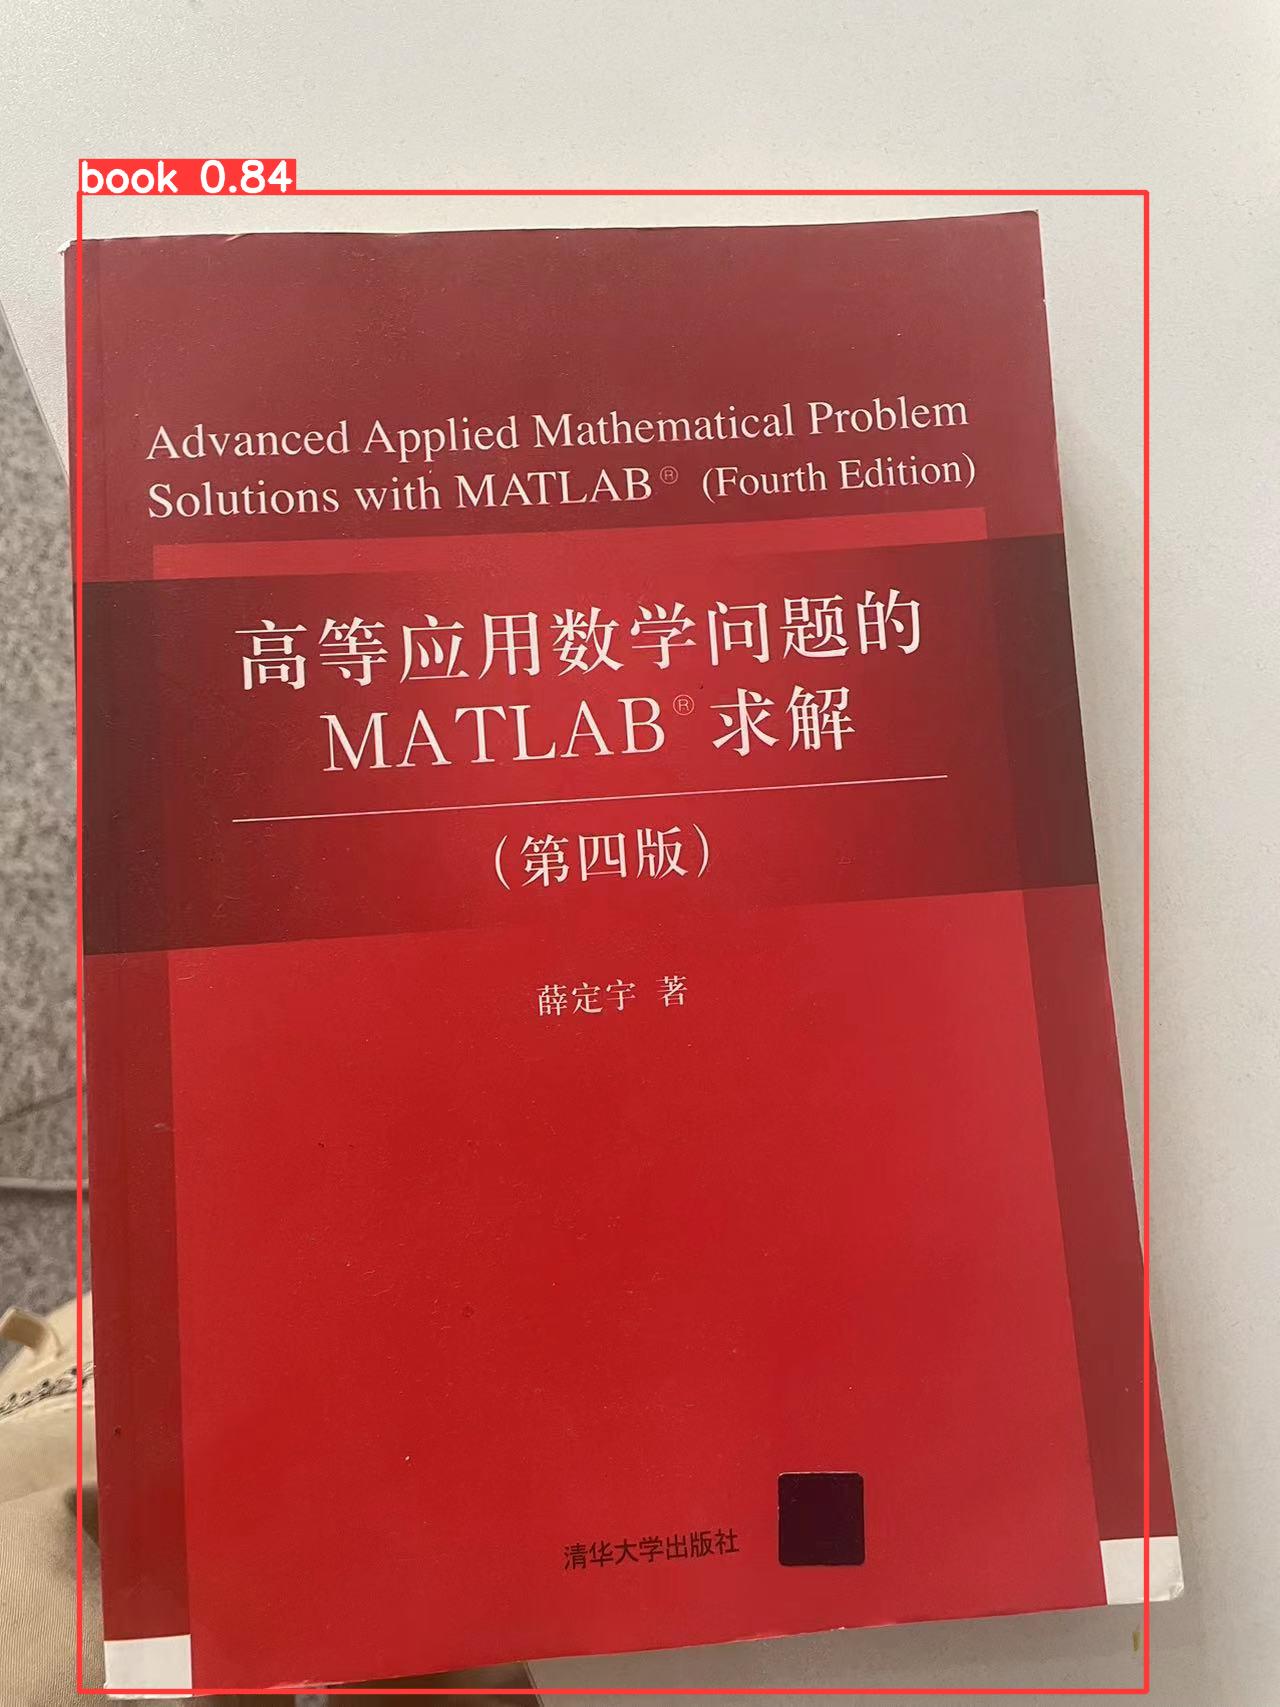 book 0.84
Advanced Applied Mathematical Problem
Solutions with MATLAB® (Fourth Edition)
高等应用数学问题的
MATLAB® 求解
（第四版）
薛定宇 著
清华大学出版社